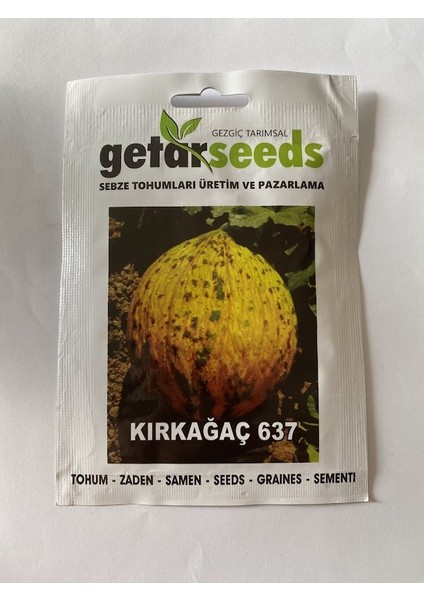 GEZGİÇ TARIMSAL
getarseeds
SEBZE TOHUMLARI ÜRETİM VE PAZARLAMA
KIRKAĞAÇ 637
TOHUM - ZADEN - SAMEN - SEEDS - GRAINES - SEMENTI